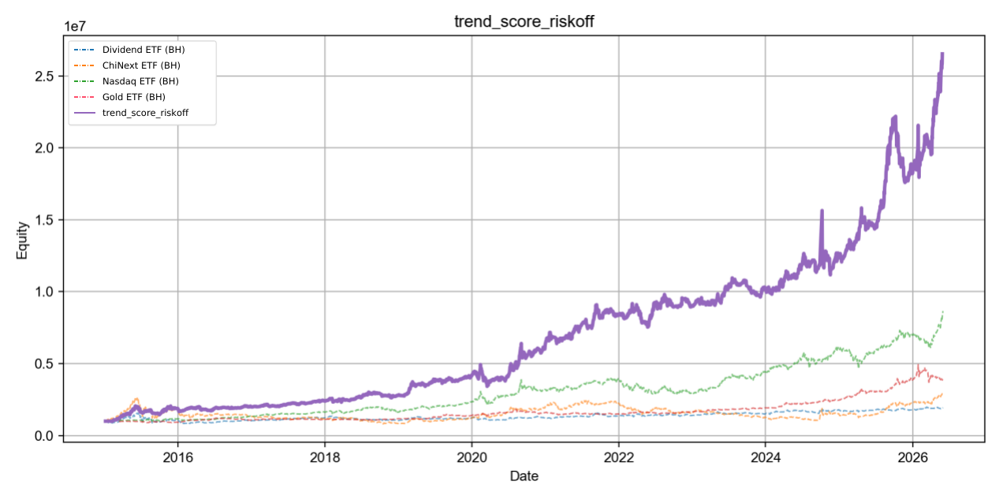 trend_score_riskoff
1e7
Dividend ETF (BH)
ChiNext ETF (BH)
Nasdaq ETF (BH)
Gold ETF (BH)
trend_score_riskoff
2.5
2.0
1.5
1.0
0.5
0.0
Equity
2016 2018 2020 2022 2024 2026
Date